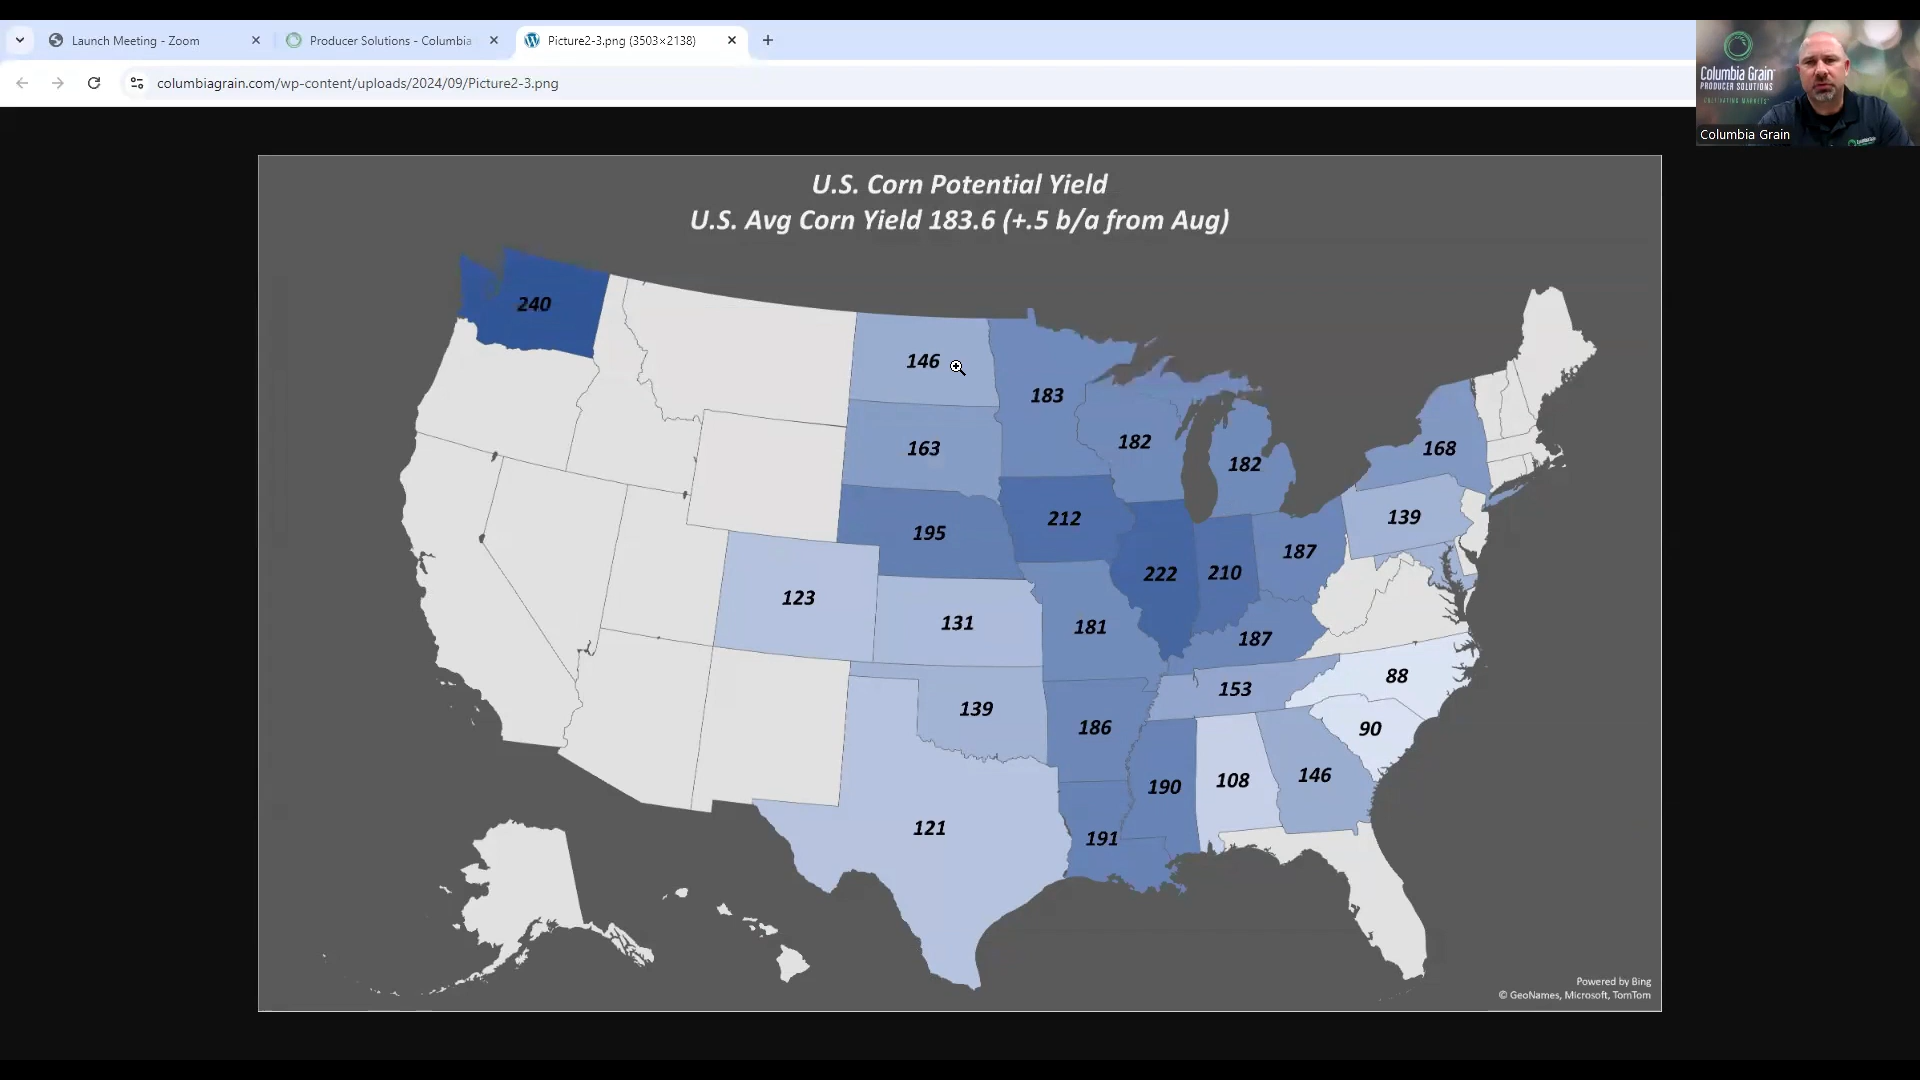 Launch Meeting - Zoom
Producer Solutions - Columbia
Picture2-3.png (3503×2138)
columbiagrain.com/wp-content/uploads/2024/09/Picture2-3.png
Columbia Grain
PRODUCER SOLUTIONS
CULTIVATING MARKETS
Columbia Grain
U.S. Corn Potential Yield
U.S. Avg Corn Yield 183.6 (+.5 b/a from Aug)
240
146
183
163
182
182
168
195
212
139
222
210
187
123
131
181
187
153
88
139
186
90
190
108
146
121
191
Powered by Bing
© GeoNames, Microsoft, TomTom